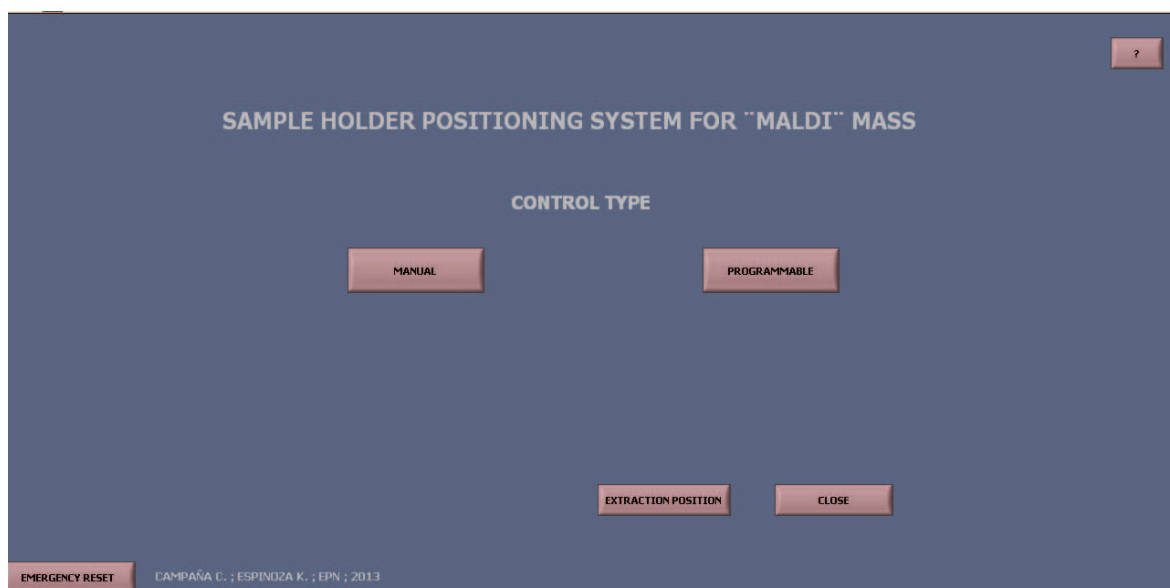 ?
SAMPLE HOLDER POSITIONING SYSTEM FOR ¨MALDI¨ MASS
CONTROL TYPE
MANUAL
PROGRAMMABLE
EXTRACTION POSITION
CLOSE
EMERGENCY RESET
CAMPAÑA C. ; ESPINOZA K. ; EPN ; 2013